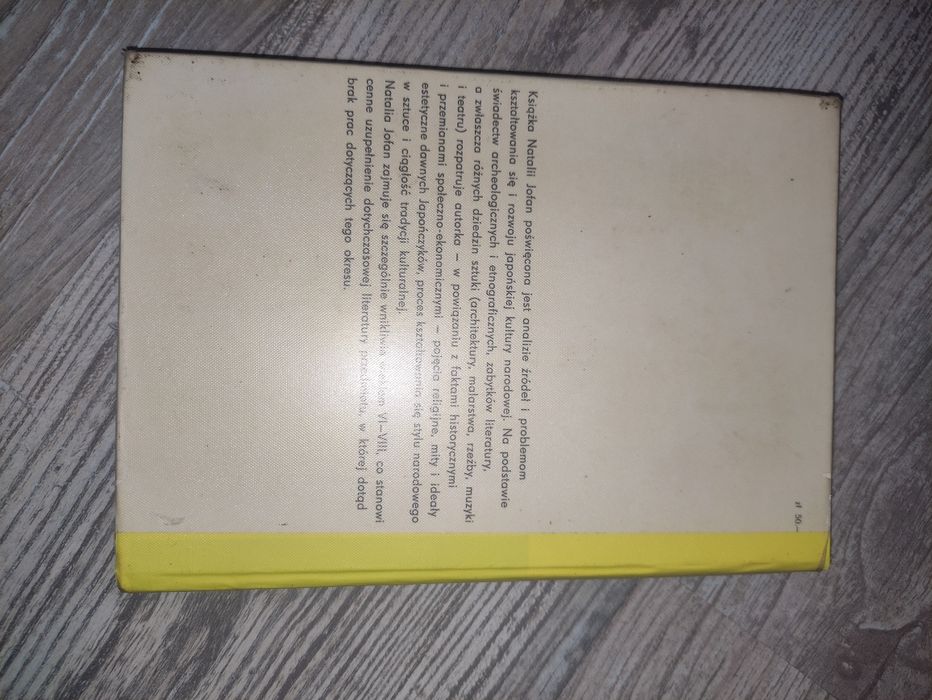 Książka Natalii Jofan poświęcona jest analizie źródeł i problemom
kształtowania się i rozwoju japońskiej kultury narodowej. Na podstawie
świadectw archeologicznych i etnograficznych, zabytków literatury,
a zwłaszcza różnych dziedzin sztuki (architektury, malarstwa, rzeźby, muzyki
i teatru) rozpatruje autorka — w powiązaniu z faktami historycznymi
i przemianami społeczno-ekonomicznymi — pojęcia religijne, mity i ideały
estetyczne dawnych Japończyków, proces kształtowania się stylu narodowego
w sztuce i ciągłość tradycji kulturalnej.
Natalia Jofan zajmuje się szczególnie wnikliwie wiekiem VI—VIII, co stanowi
cenne uzupełnienie dotychczasowej literatury przedmiotu, w której dotąd
brak prac dotyczących tego okresu.
zł 50.—